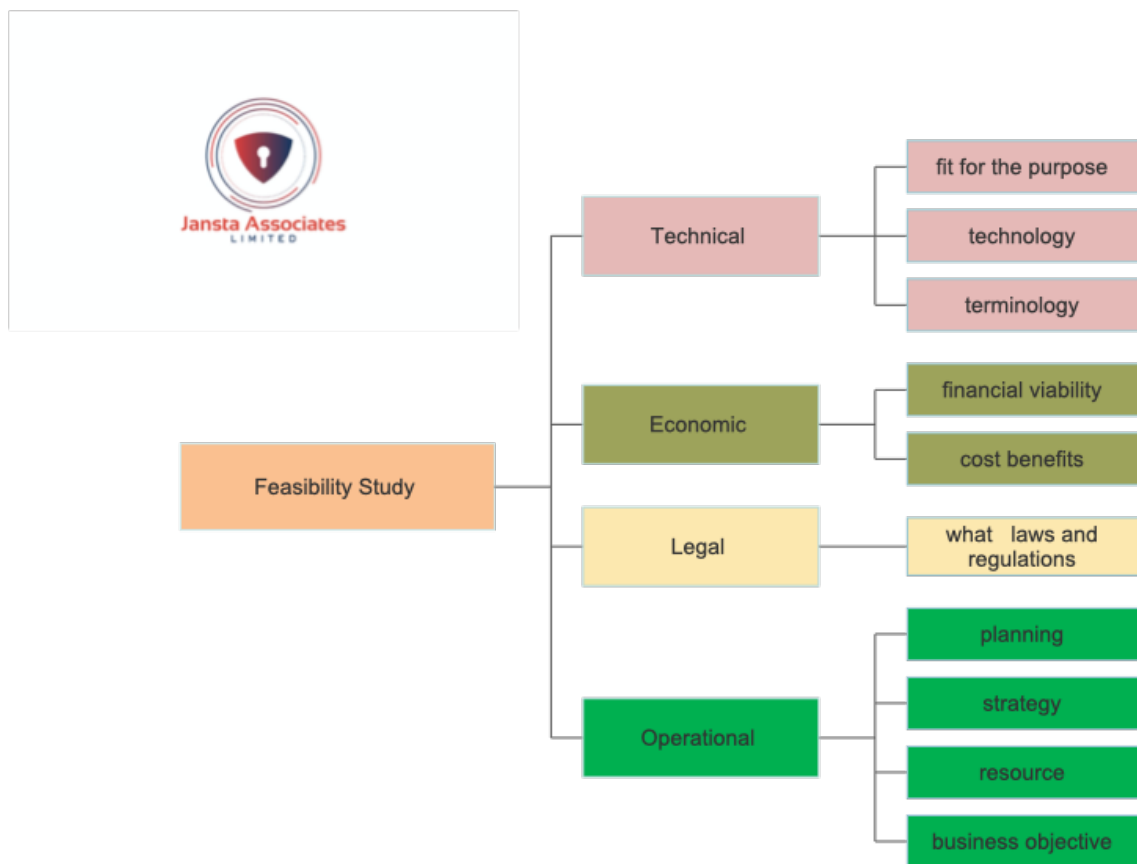 Jansta Associates
LIMITED
Feasibility Study
Technical
fit for the purpose
technology
terminology
Economic
financial viability
cost benefits
Legal
what laws and
regulations
Operational
planning
strategy
resource
business objective